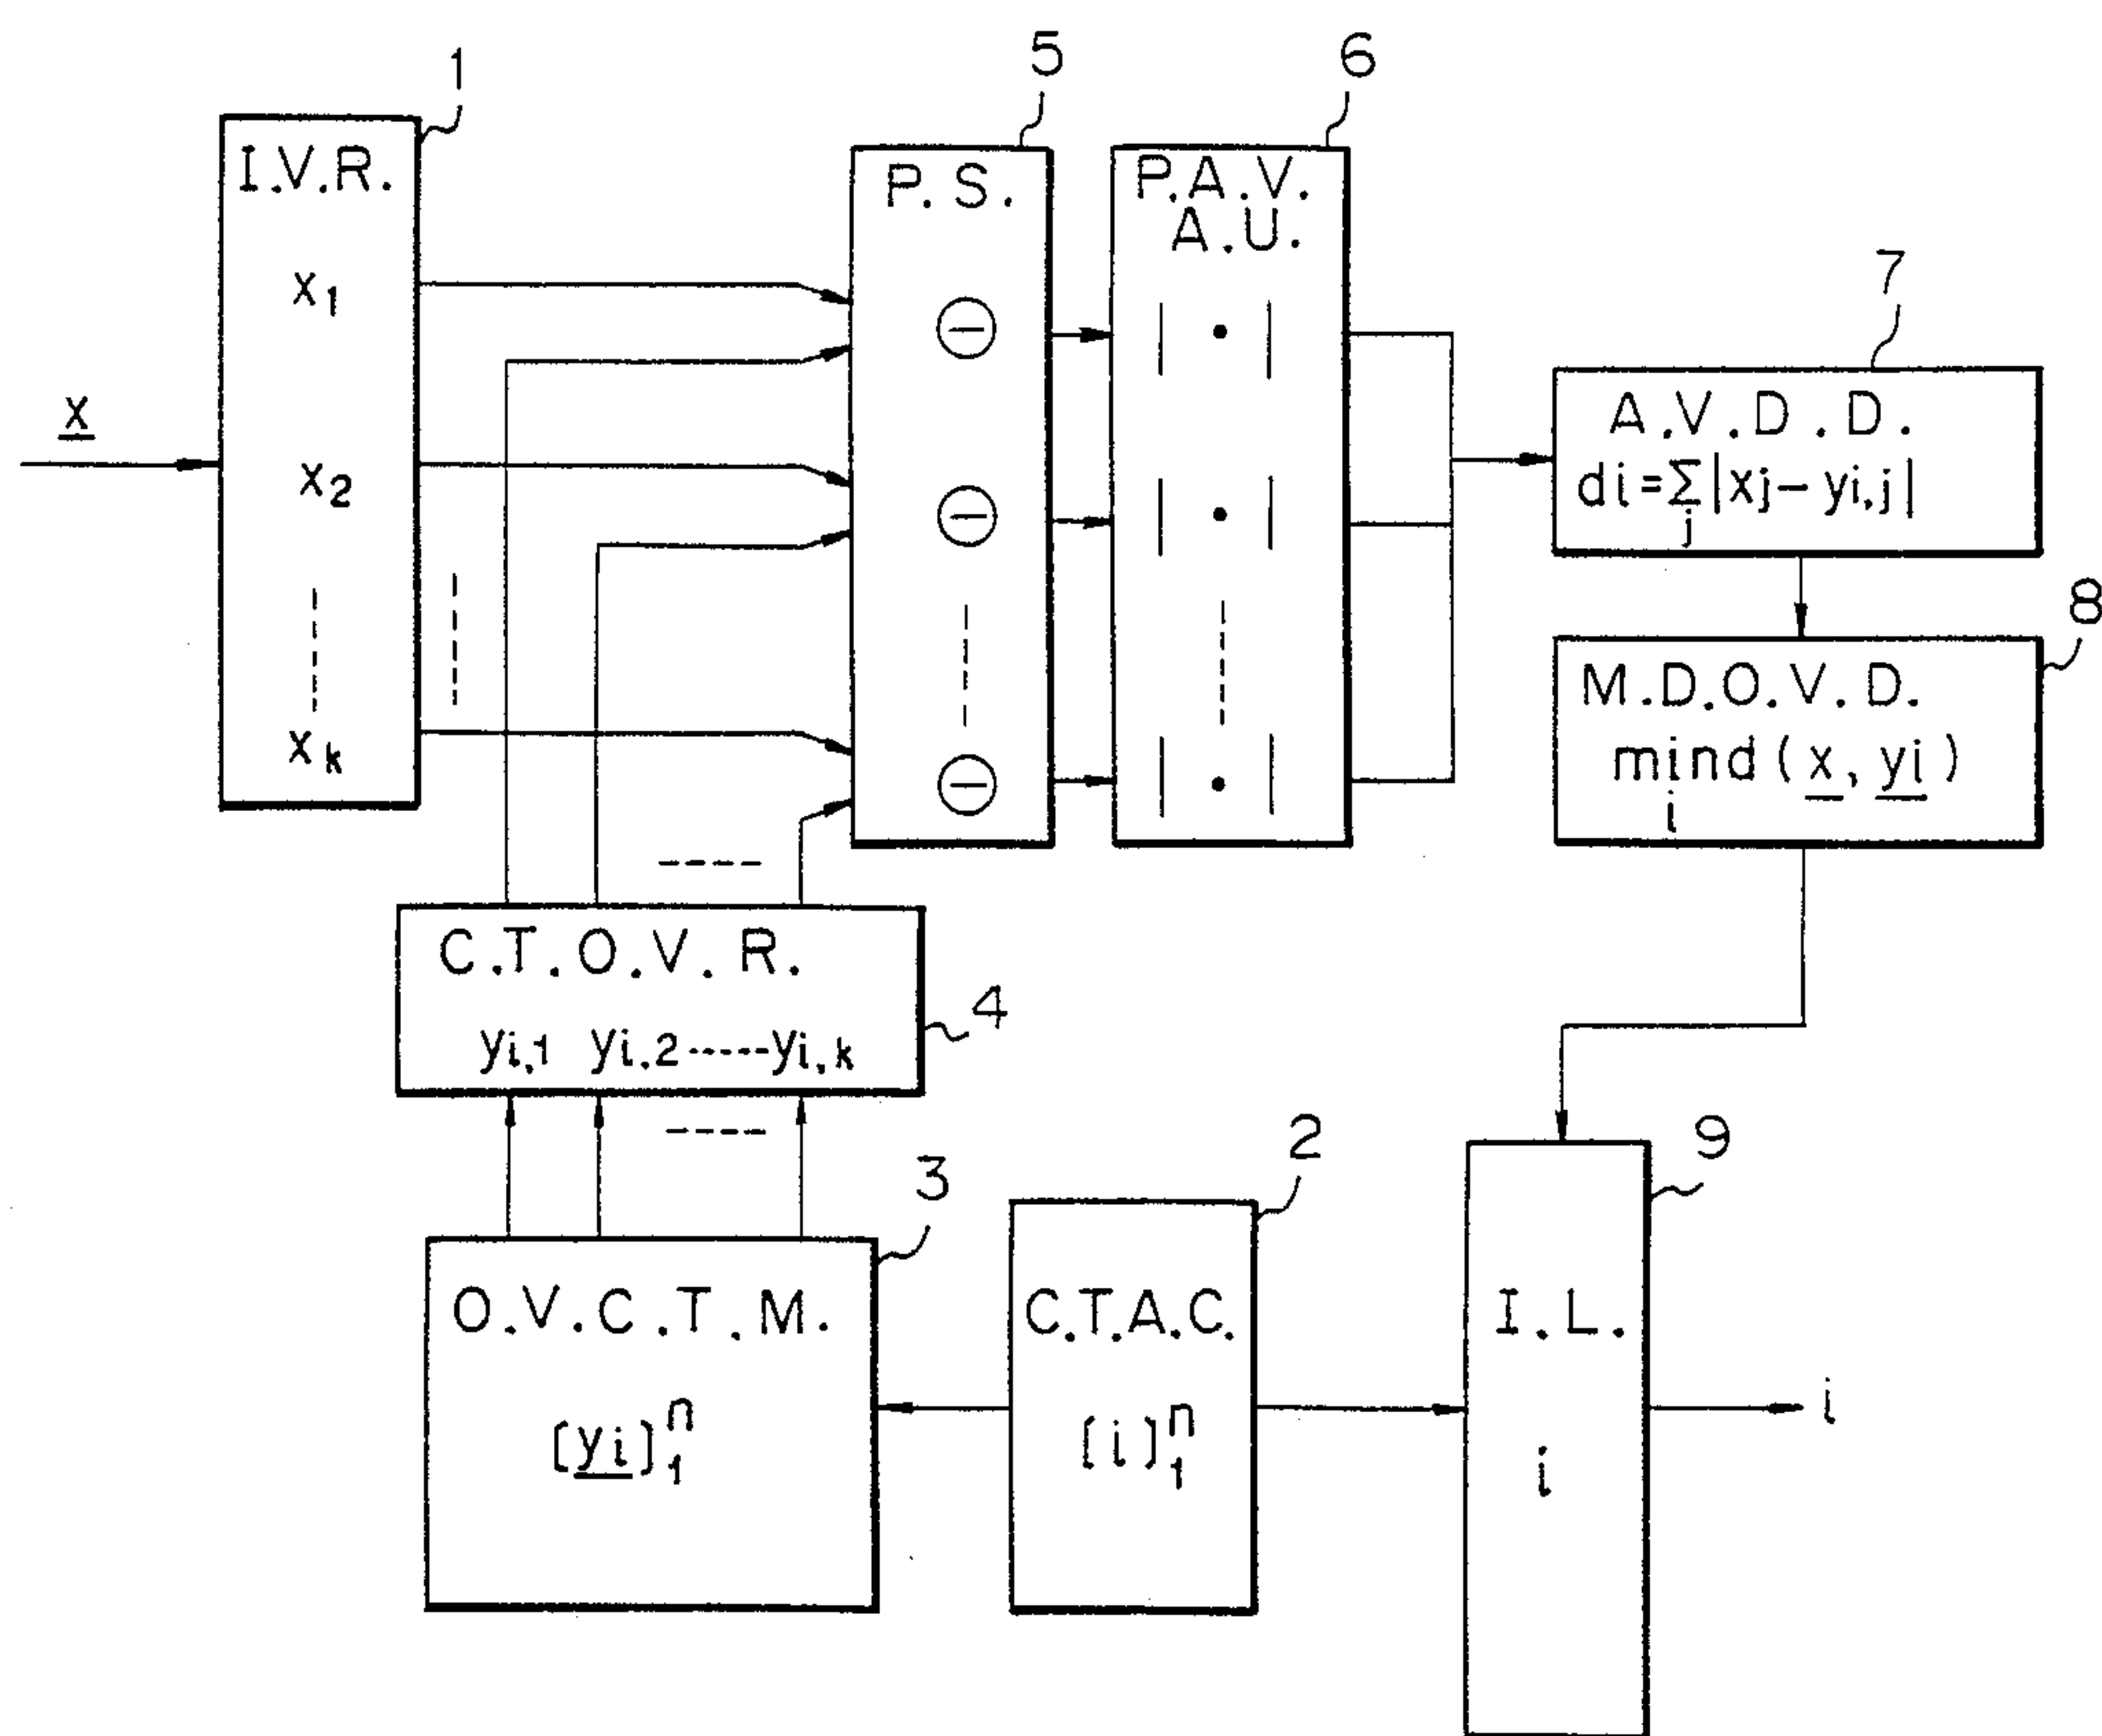 1
I.V.R.
x1
x2
xk
x
5
P. S.
6
P.A.V.
A.U.
| • |
| • |
| • |
7
A.V.D.D.
di=Σj|xj−yi,j|
8
M.D.O.V.D.
mind(x, yi)
i
C.T.O.V.R.
yi,1 yi,2-----yi,k
4
3
O.V.C.T.M.
[yi]n1
2
C.T.A.C.
[i]n1
9
I.L.
i
i